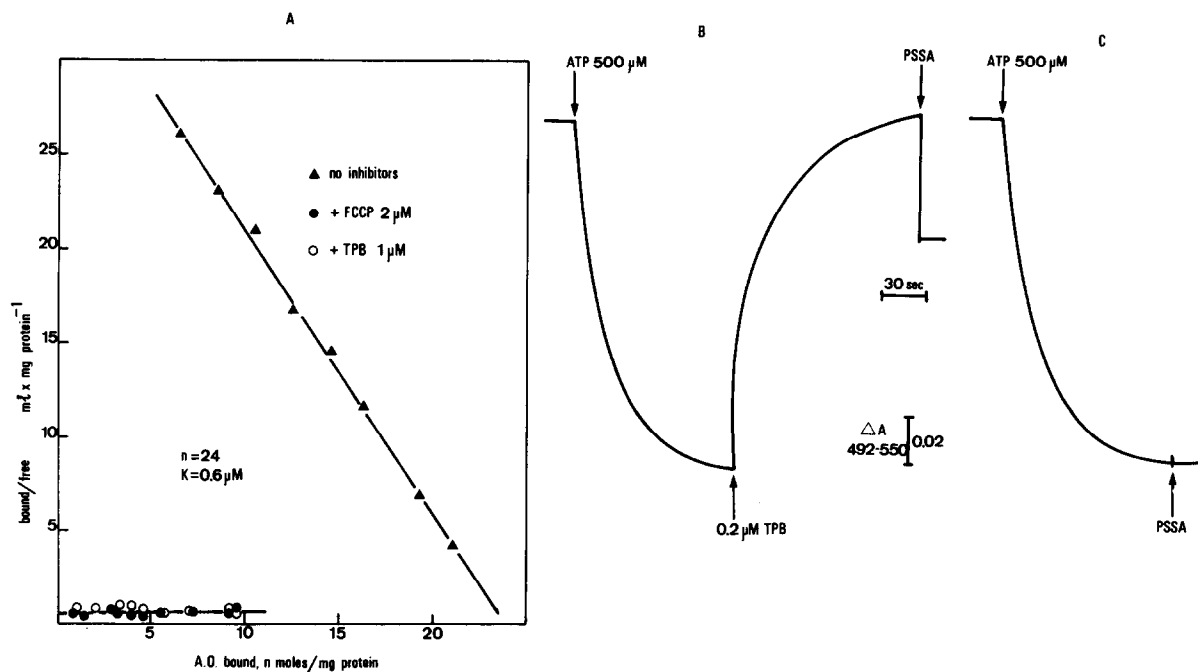 A
25
20
15
10
5
bound/free mℓ x mg protein⁻¹
▲ no inhibitors
● + FCCP 2 μM
○ + TPB 1 μM
n=24
K=0.6 μM
5
10
15
20
A.O. bound, n moles/mg protein
B
ATP 500 μM
PSSA
30 sec
△A
492-550
0.02
0.2 μM TPB
C
ATP 500 μM
PSSA